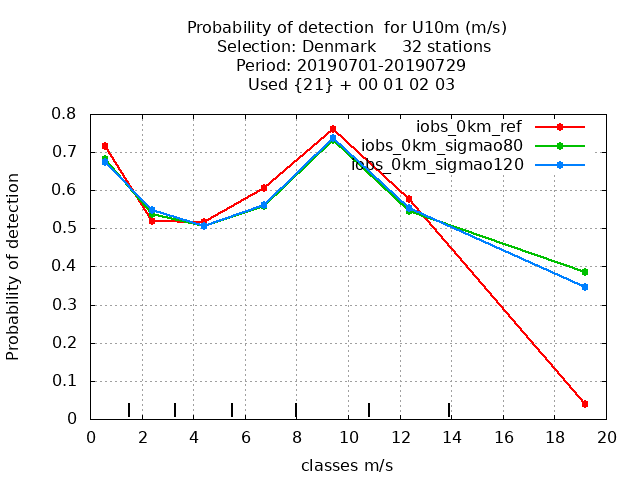 Probability of detection  for U10m (m/s)
Selection: Denmark     32 stations
Period: 20190701-20190729
Used {21} + 00 01 02 03
iobs_0km_ref
iobs_0km_sigmao80
iobs_0km_sigmao120
Probability of detection
0.8
0.7
0.6
0.5
0.4
0.3
0.2
0.1
0
0 2 4 6 8 10 12 14 16 18 20
classes m/s